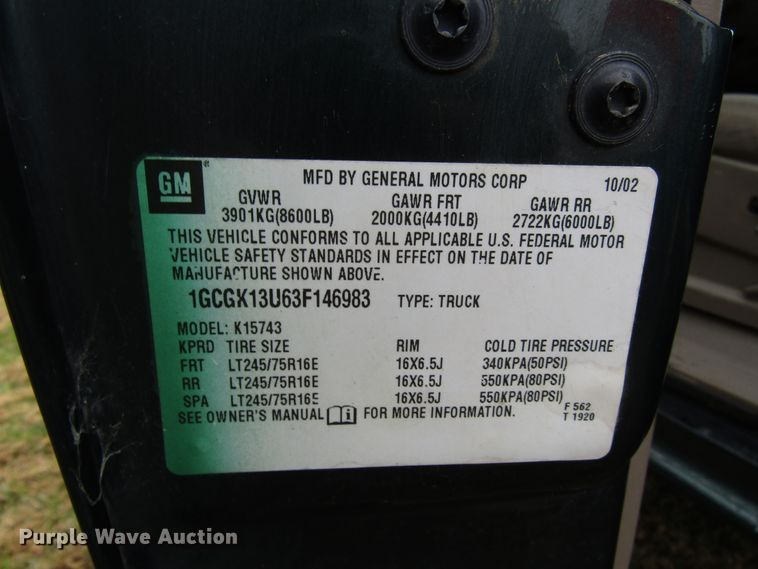 GM
MFD BY GENERAL MOTORS CORP 10/02
GVWR GAWR FRT GAWR RR
3901KG(8600LB) 2000KG(4410LB) 2722KG(6000LB)
THIS VEHICLE CONFORMS TO ALL APPLICABLE U.S. FEDERAL MOTOR
VEHICLE SAFETY STANDARDS IN EFFECT ON THE DATE OF
MANUFACTURE SHOWN ABOVE.
1GCGK13U63F146983 TYPE: TRUCK
MODEL: K15743
KPRD TIRE SIZE RIM COLD TIRE PRESSURE
FRT LT245/75R16E 16X6.5J 340KPA(50PSI)
RR LT245/75R16E 16X6.5J 550KPA(80PSI)
SPA LT245/75R16E 16X6.5J 550KPA(80PSI)
SEE OWNER'S MANUAL FOR MORE INFORMATION.
F 562
T 1920
Purple Wave Auction